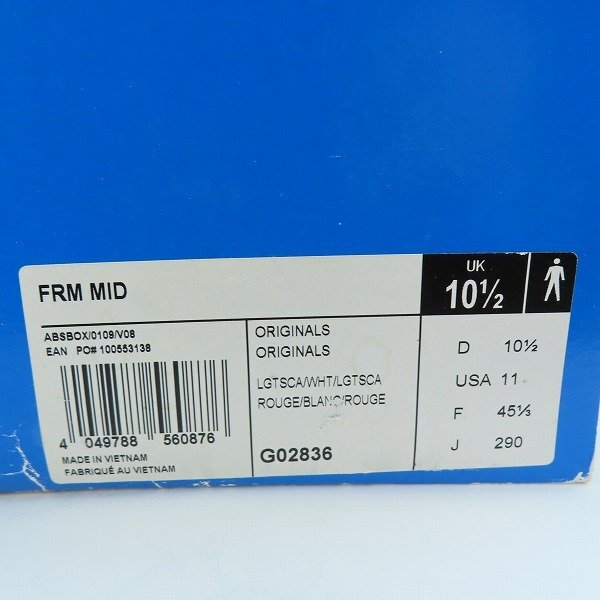 FRM MID
UK
10½
ABSBOX/0109/V08
EAN PO# 100553138
4 049788 560876
MADE IN VIETNAM
FABRIQUÉ AU VIETNAM
ORIGINALS
ORIGINALS
LGTSCA/WHT/LGTSCA
ROUGE/BLANC/ROUGE
G02836
D 10½
USA 11
F 45⅓
J 290